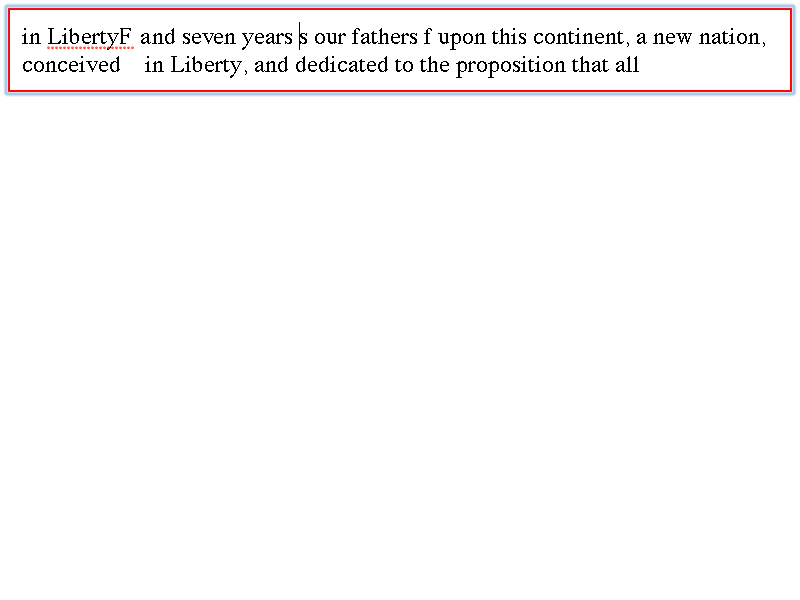 in LibertyF and seven years s our fathers f upon this continent, a new nation,
conceived    in Liberty, and dedicated to the proposition that all